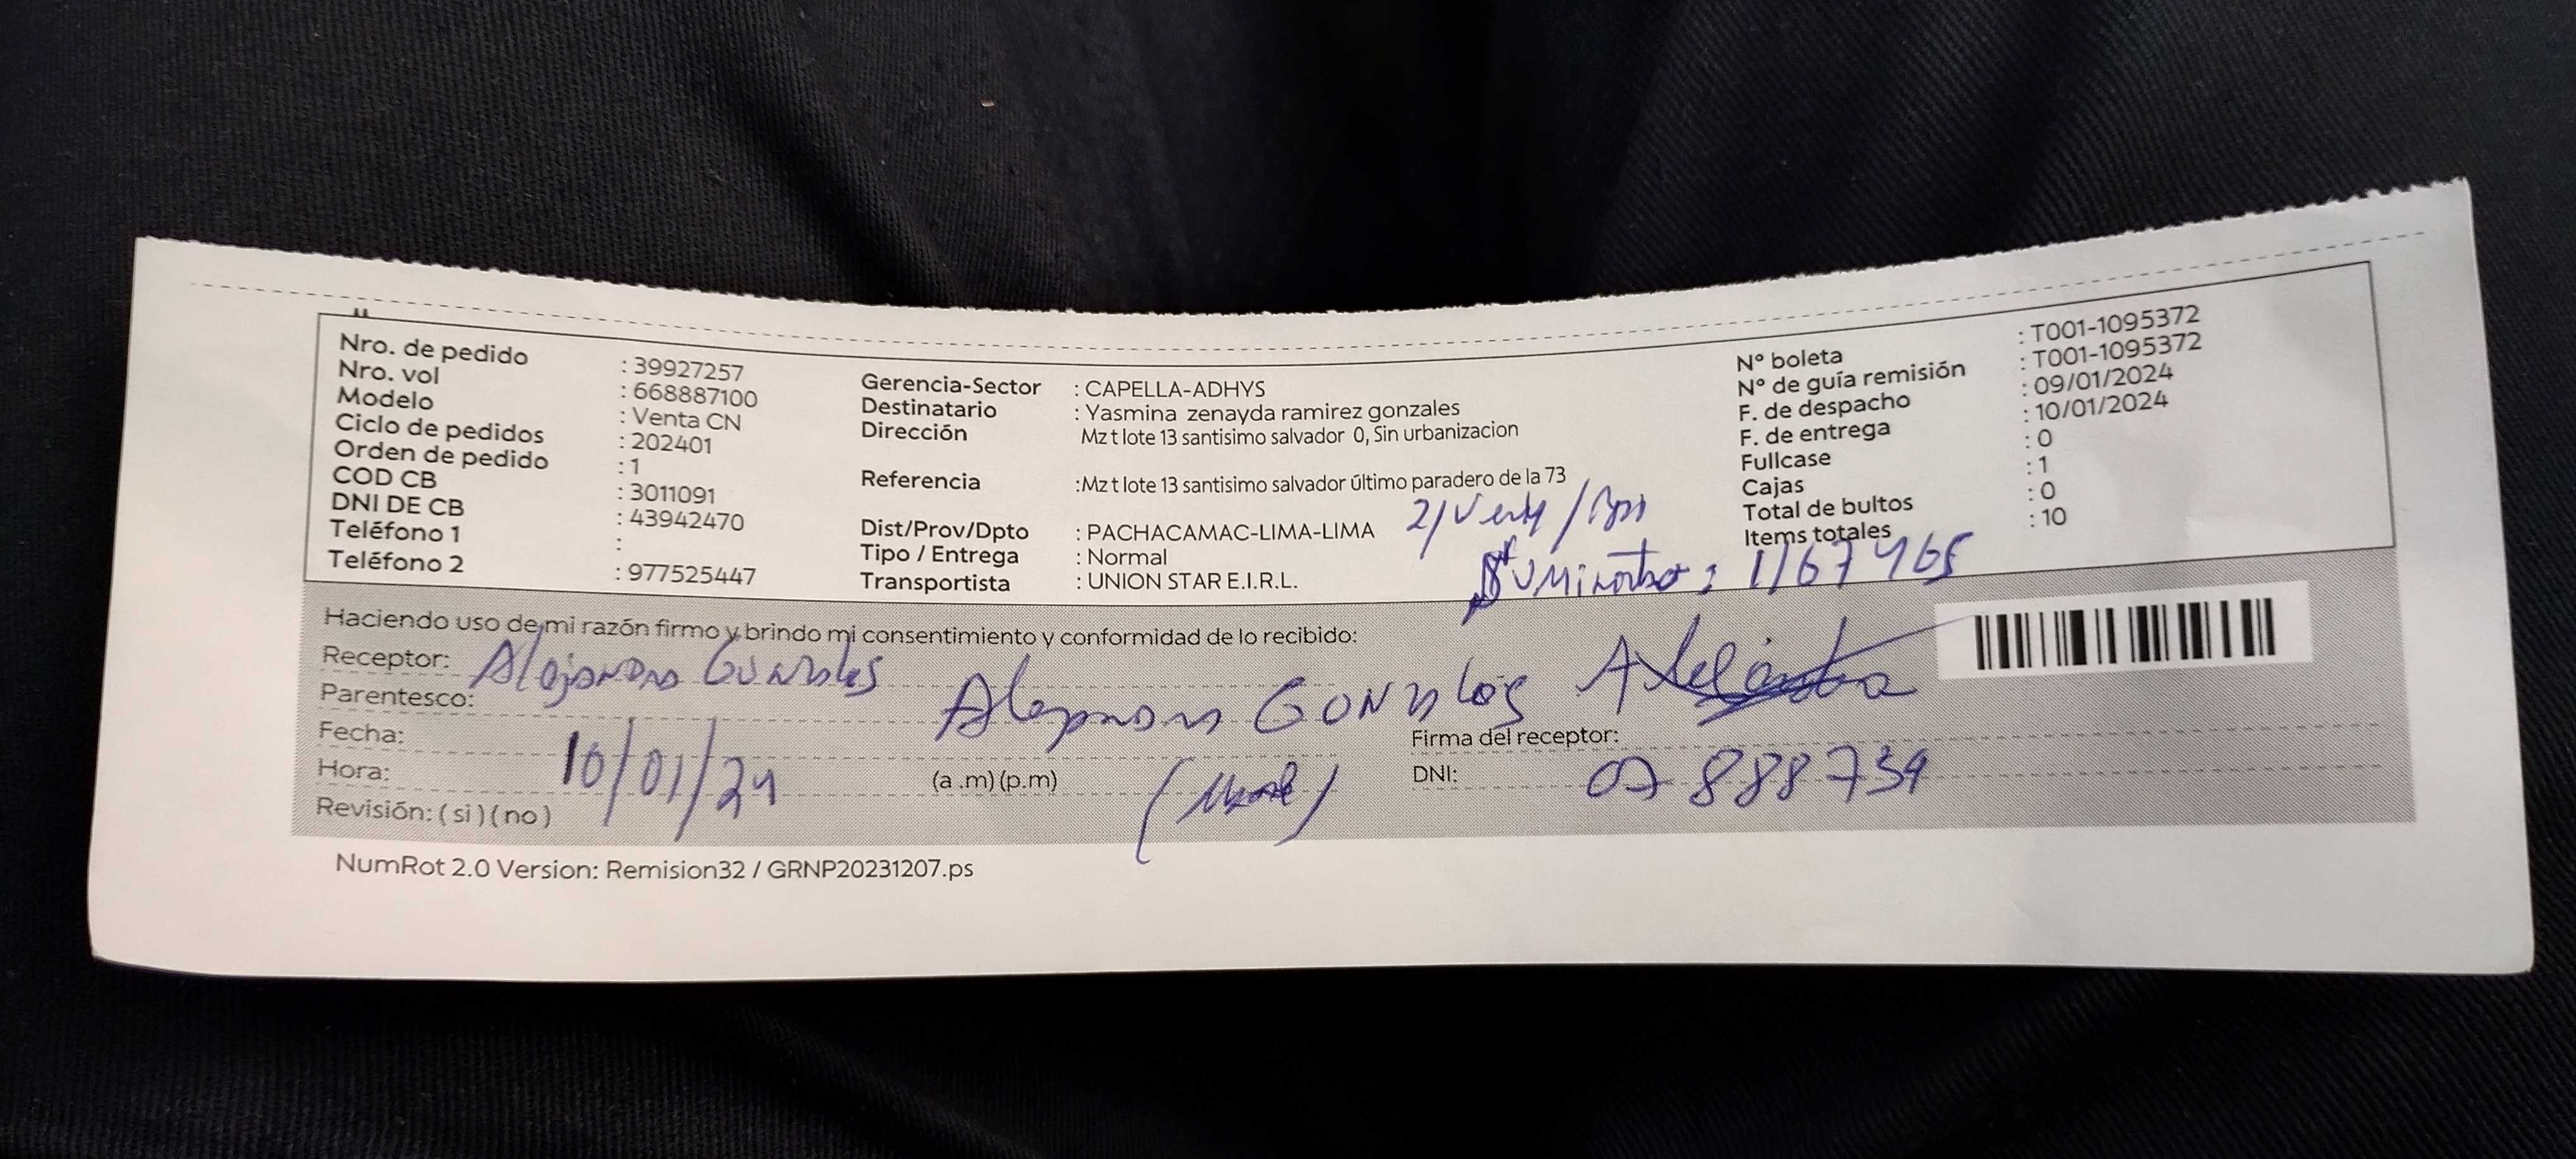 Nro. de pedido : 39927257
Nro. vol : 668887100
Modelo : Venta CN
Ciclo de pedidos : 202401
Orden de pedido : 1
COD CB : 3011091
DNI DE CB : 43942470
Teléfono 1 :
Teléfono 2 : 977525447
Gerencia-Sector : CAPELLA-ADHYS
Destinatario : Yasmina zenayda ramirez gonzales
Dirección Mz t lote 13 santisimo salvador 0, Sin urbanizacion
Referencia :Mz t lote 13 santisimo salvador último paradero de la 73
Dist/Prov/Dpto : PACHACAMAC-LIMA-LIMA
Tipo / Entrega : Normal
Transportista : UNION STAR E.I.R.L.
N° boleta : T001-1095372
N° de guía remisión : T001-1095372
F. de despacho : 09/01/2024
F. de entrega : 10/01/2024
Fullcase : 0
Cajas : 1
Total de bultos : 0
Items totales : 10
2/
: 1167465
Haciendo uso de mi razón firmo y brindo mi consentimiento y conformidad de lo recibido:
Receptor: Gonzales
Parentesco: Gonzales
Fecha: 10/01/24
Hora: (a .m) (p.m)
Revisión: ( si ) ( no )
Firma del receptor:
DNI: 07888739
NumRot 2.0 Version: Remision32 / GRNP20231207.ps